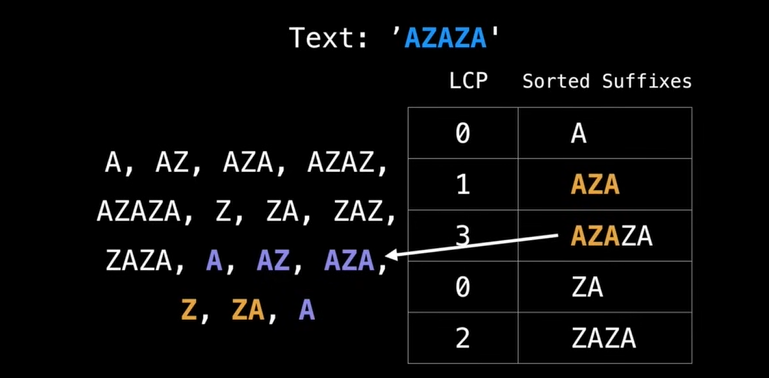 Text: ’AZAZA'
LCP Sorted Suffixes
0 A
1 AZA
3 AZAZA
0 ZA
2 ZAZA
A, AZ, AZA, AZAZ,
AZAZA, Z, ZA, ZAZ,
ZAZA, A, AZ, AZA,
Z, ZA, A